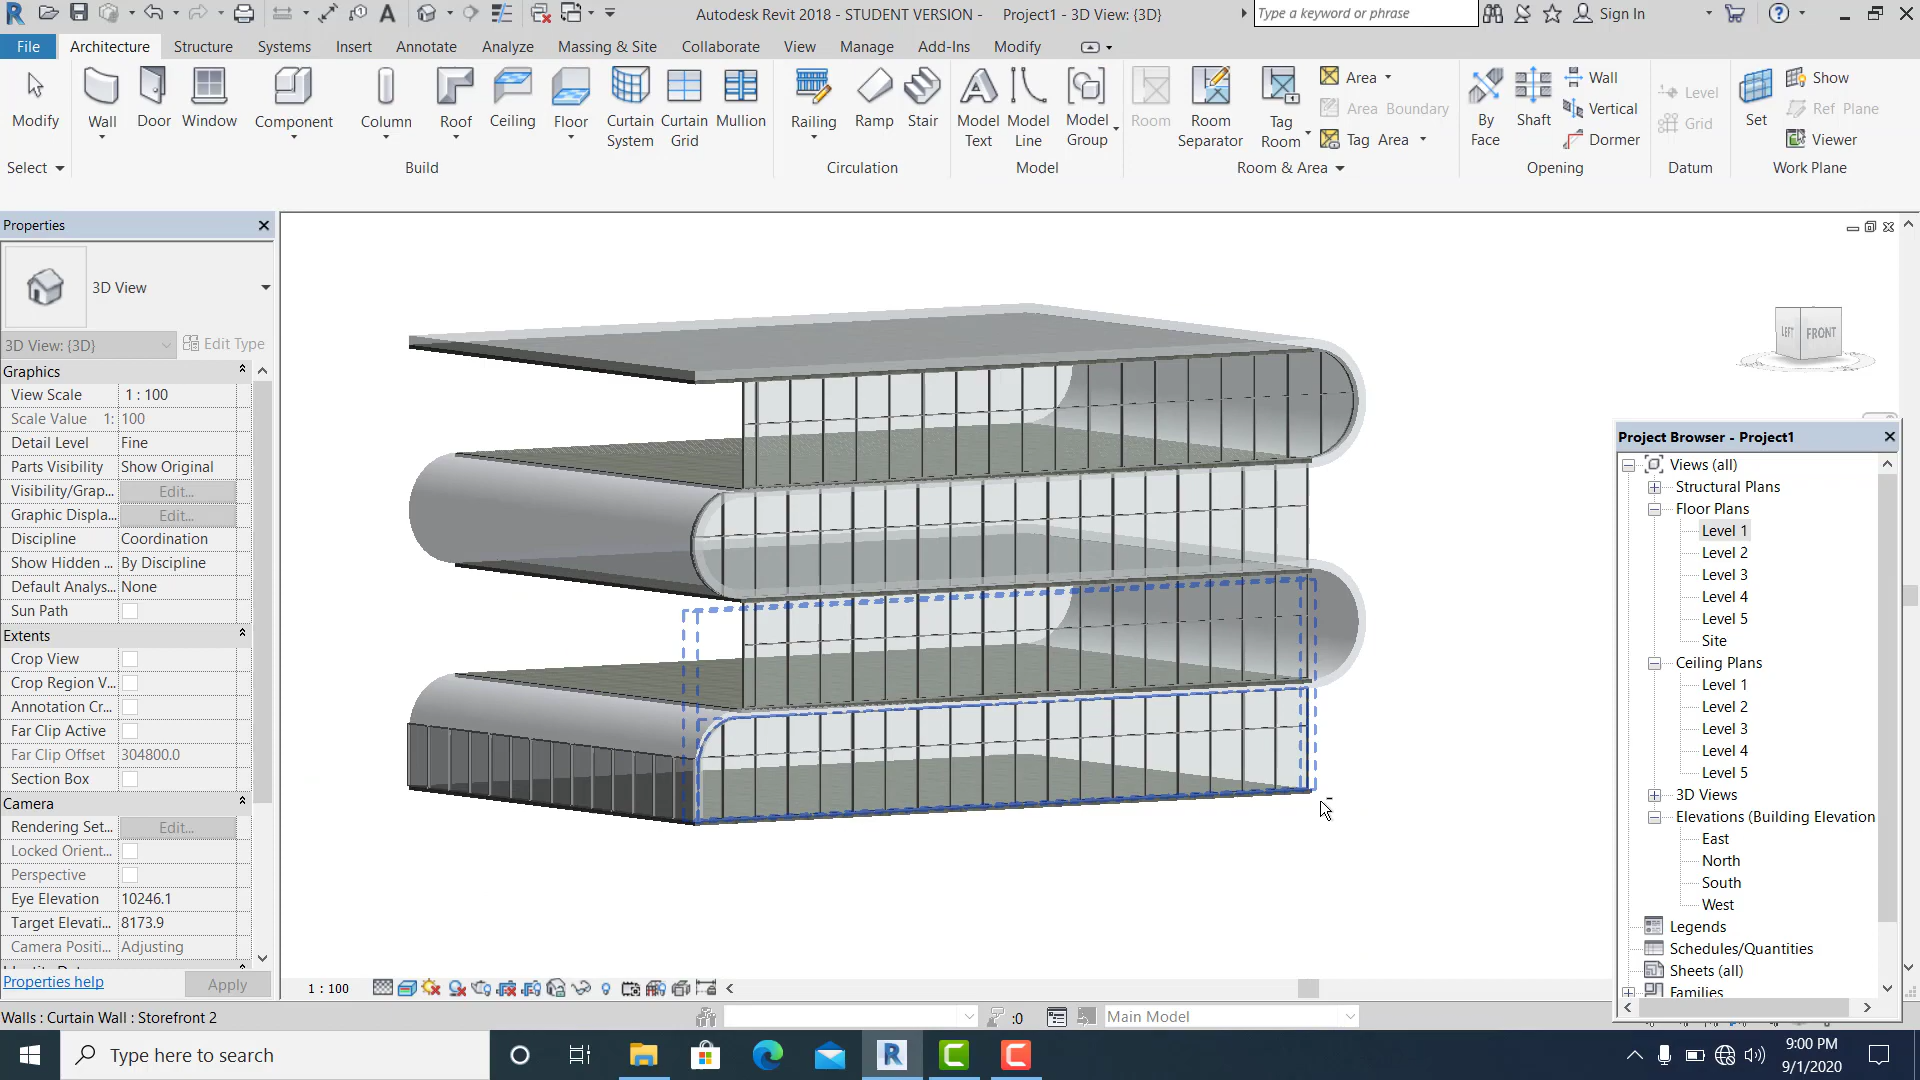 Autodesk Revit 2018 - STUDENT VERSION - Project1 - 3D View: {3D}
Type a keyword or phrase
Sign In
File Architecture Structure Systems Insert Annotate Analyze Massing & Site Collaborate View Manage Add-Ins Modify
Modify Wall Door Window Component Column Roof Ceiling Floor Curtain System Curtain Grid Mullion Railing Ramp Stair Model Text Model Line Model Group Room Room Separator Tag Room
Area
Area Boundary
Tag Area
By Face Shaft
Wall
Vertical
Dormer
Level
Grid
Set
Show
Ref Plane
Viewer
Select Build Circulation Model Room & Area Opening Datum Work Plane
Properties
3D View
3D View: {3D} Edit Type
Graphics
View Scale 1 : 100
Scale Value 1: 100
Detail Level Fine
Parts Visibility Show Original
Visibility/Grap... Edit...
Graphic Displa... Edit...
Discipline Coordination
Show Hidden ... By Discipline
Default Analys... None
Sun Path
Extents
Crop View
Crop Region V...
Annotation Cr...
Far Clip Active
Far Clip Offset 304800.0
Section Box
Camera
Rendering Set... Edit...
Locked Orient...
Perspective
Eye Elevation 10246.1
Target Elevati... 8173.9
Camera Positi... Adjusting
Properties help Apply
LEFT FRONT
Project Browser - Project1
Views (all)
Structural Plans
Floor Plans
Level 1
Level 2
Level 3
Level 4
Level 5
Site
Ceiling Plans
Level 1
Level 2
Level 3
Level 4
Level 5
3D Views
Elevations (Building Elevation
East
North
South
West
Legends
Schedules/Quantities
Sheets (all)
Families
1 : 100
Walls : Curtain Wall : Storefront 2
:0
Main Model
Type here to search
9:00 PM
9/1/2020